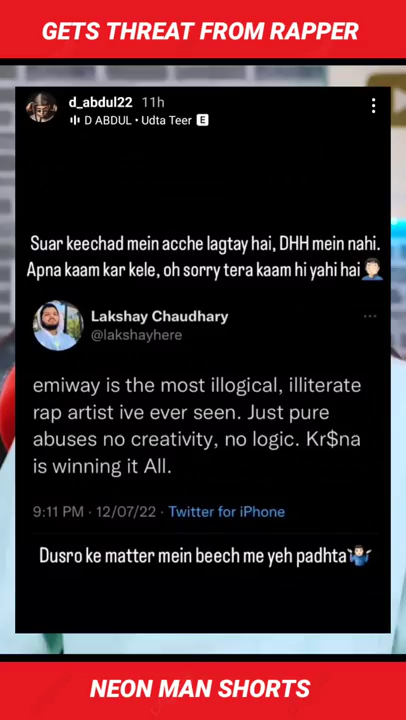 GETS THREAT FROM RAPPER
d_abdul22 11h
D ABDUL • Udta Teer E
Suar keechad mein acche lagtay hai, DHH mein nahi.
Apna kaam kar kele, oh sorry tera kaam hi yahi hai🤦🏻‍♂️
Lakshay Chaudhary
@lakshayhere
emiway is the most illogical, illiterate
rap artist ive ever seen. Just pure
abuses no creativity, no logic. Kr$na
is winning it All.
9:11 PM · 12/07/22 · Twitter for iPhone
Dusro ke matter mein beech me yeh padhta🤷🏻‍♂️
NEON MAN SHORTS